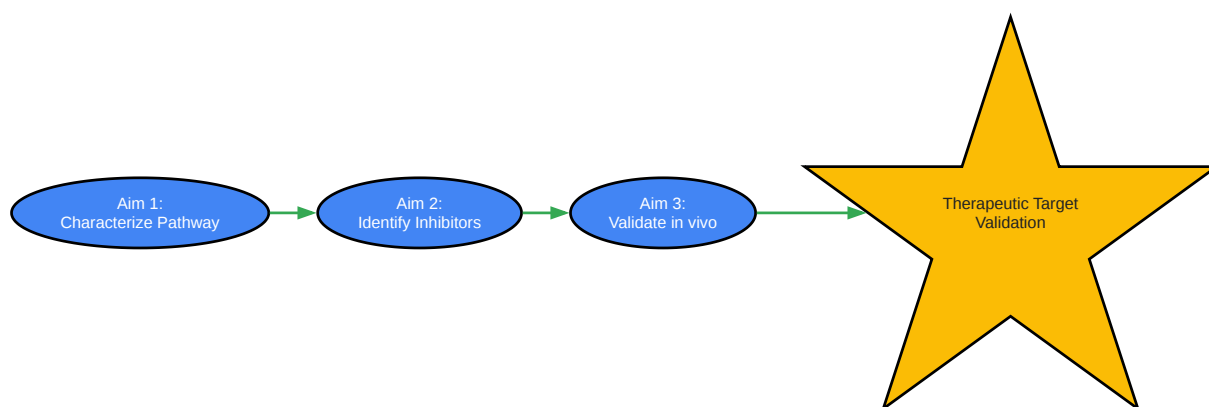 Aim 1:
Characterize Pathway
Aim 2:
Identify Inhibitors
Aim 3:
Validate in vivo
Therapeutic Target
Validation